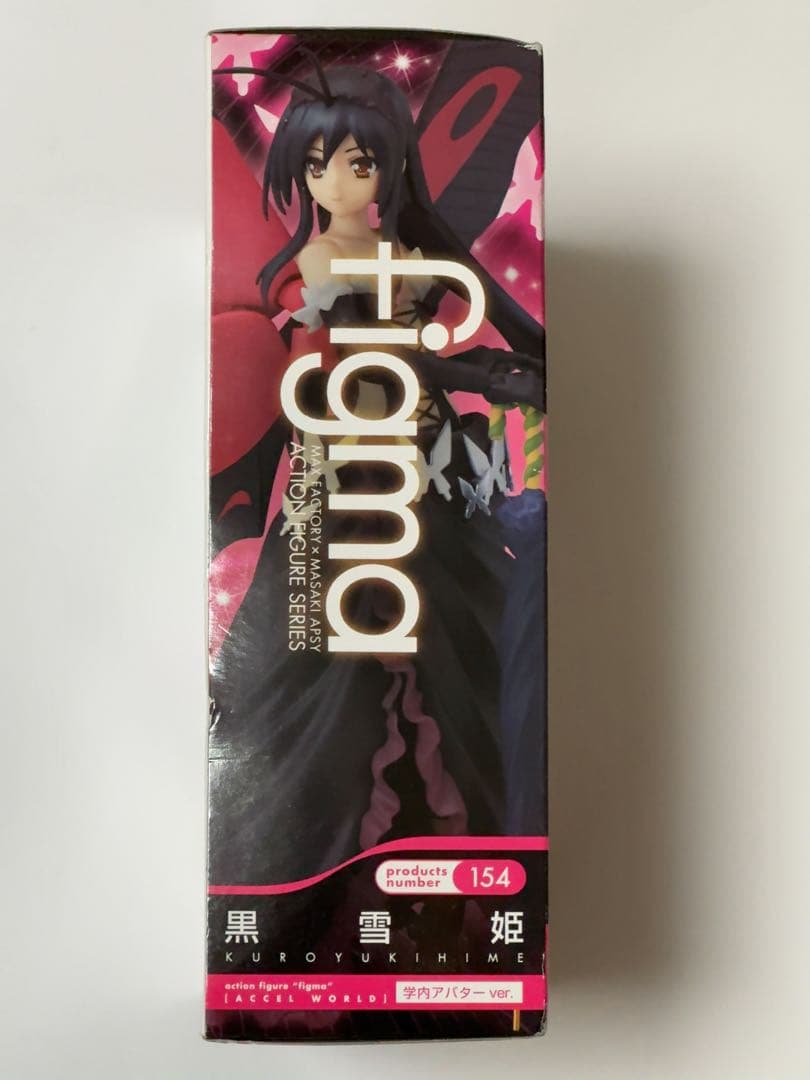 figma
MAX FACTORY × MASAKI APSY
ACTION FIGURE SERIES
products
number
154
黒雪姫
KUROYUKIHIME
action figure "figma"
[ACCEL WORLD]
学内アバター ver.